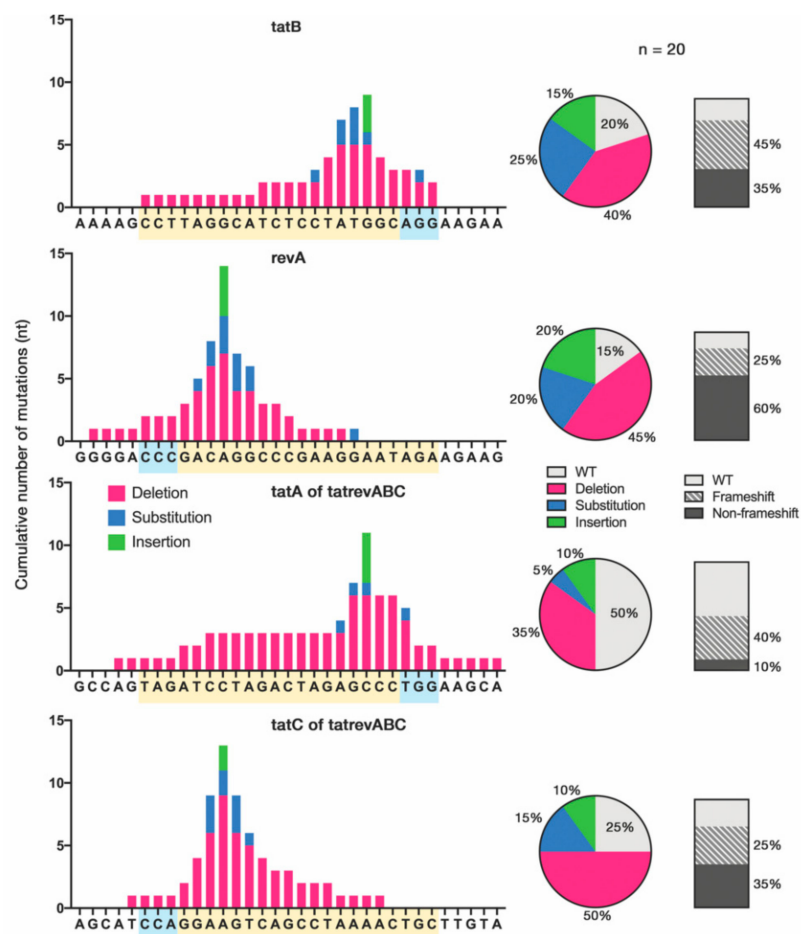 tatB
n = 20
15
10
5
0
A A A A G C C T T A G G C A T C T C C T A T G G C A G G A A G A A
15%
20%
25%
40%
45%
35%
revA
15
10
5
0
G G G G A C C C G A C A G G C C C G A A G G A A T A G A A G A A G
20%
15%
20%
45%
25%
60%
Cumulative number of mutations (nt)
Deletion
Substitution
Insertion
WT
Deletion
Substitution
Insertion
WT
Frameshift
Non-frameshift
tatA of tatrevABC
15
10
5
0
G C C A G T A G A T C C T A G A C T A G A G C C C T G G A A G C A
10%
5%
50%
35%
40%
10%
tatC of tatrevABC
15
10
5
0
A G C A T C C A G G A A G T C A G C C T A A A A C T G C T T G T A
10%
15%
25%
50%
25%
35%